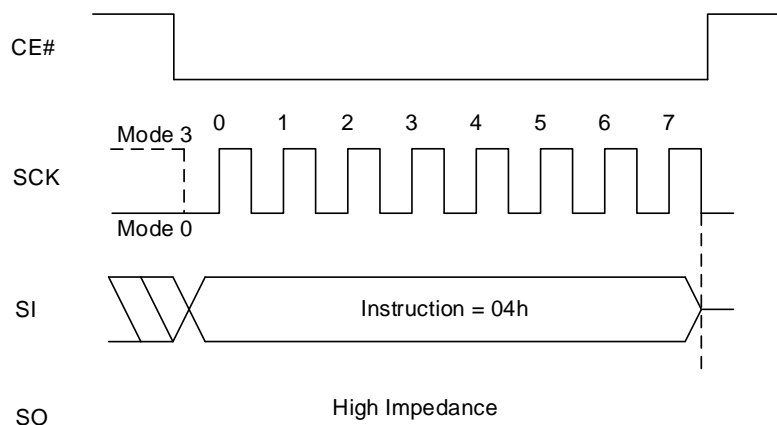 CE#
Mode 3 0 1 2 3 4 5 6 7
SCK
Mode 0
SI Instruction = 04h
SO High Impedance